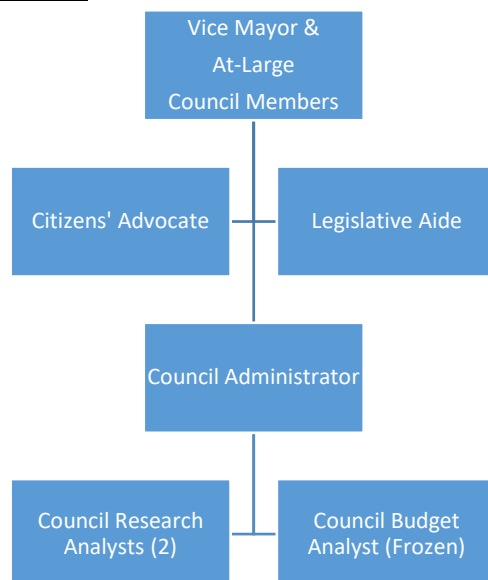 Vice Mayor &
At-Large
Council Members
Citizens' Advocate
Legislative Aide
Council Administrator
Council Research
Analysts (2)
Council Budget
Analyst (Frozen)